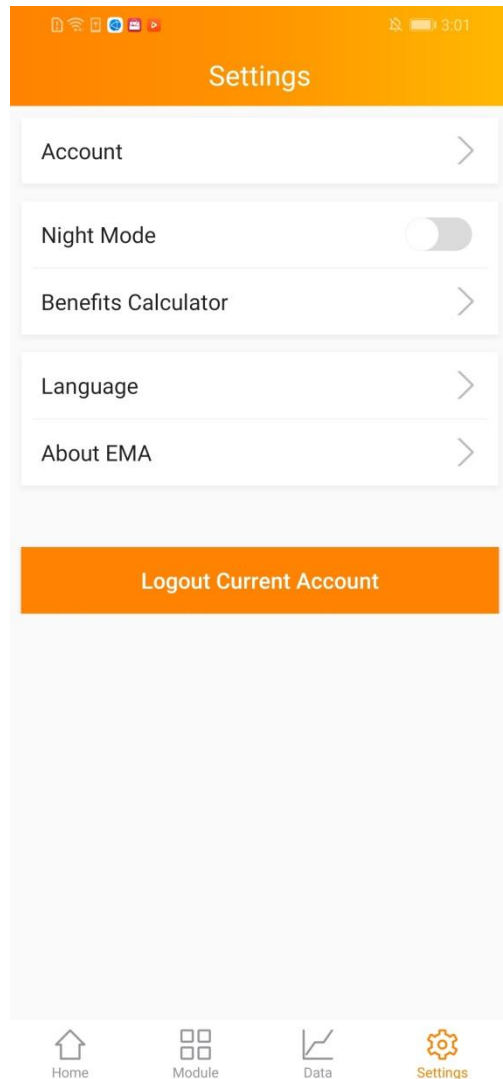 3:01
Settings
Account
Night Mode
Benefits Calculator
Language
About EMA
Logout Current Account
Home
Module
Data
Settings